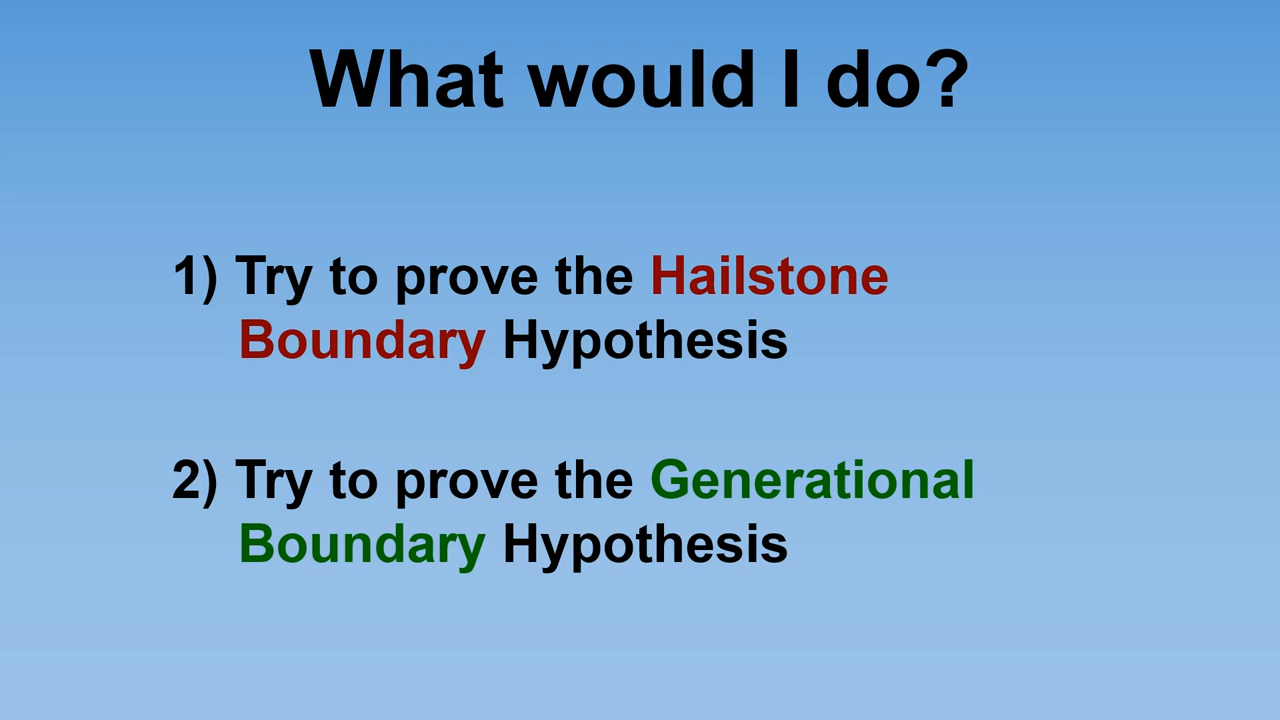 What would I do?
1) Try to prove the Hailstone
Boundary Hypothesis
2) Try to prove the Generational
Boundary Hypothesis